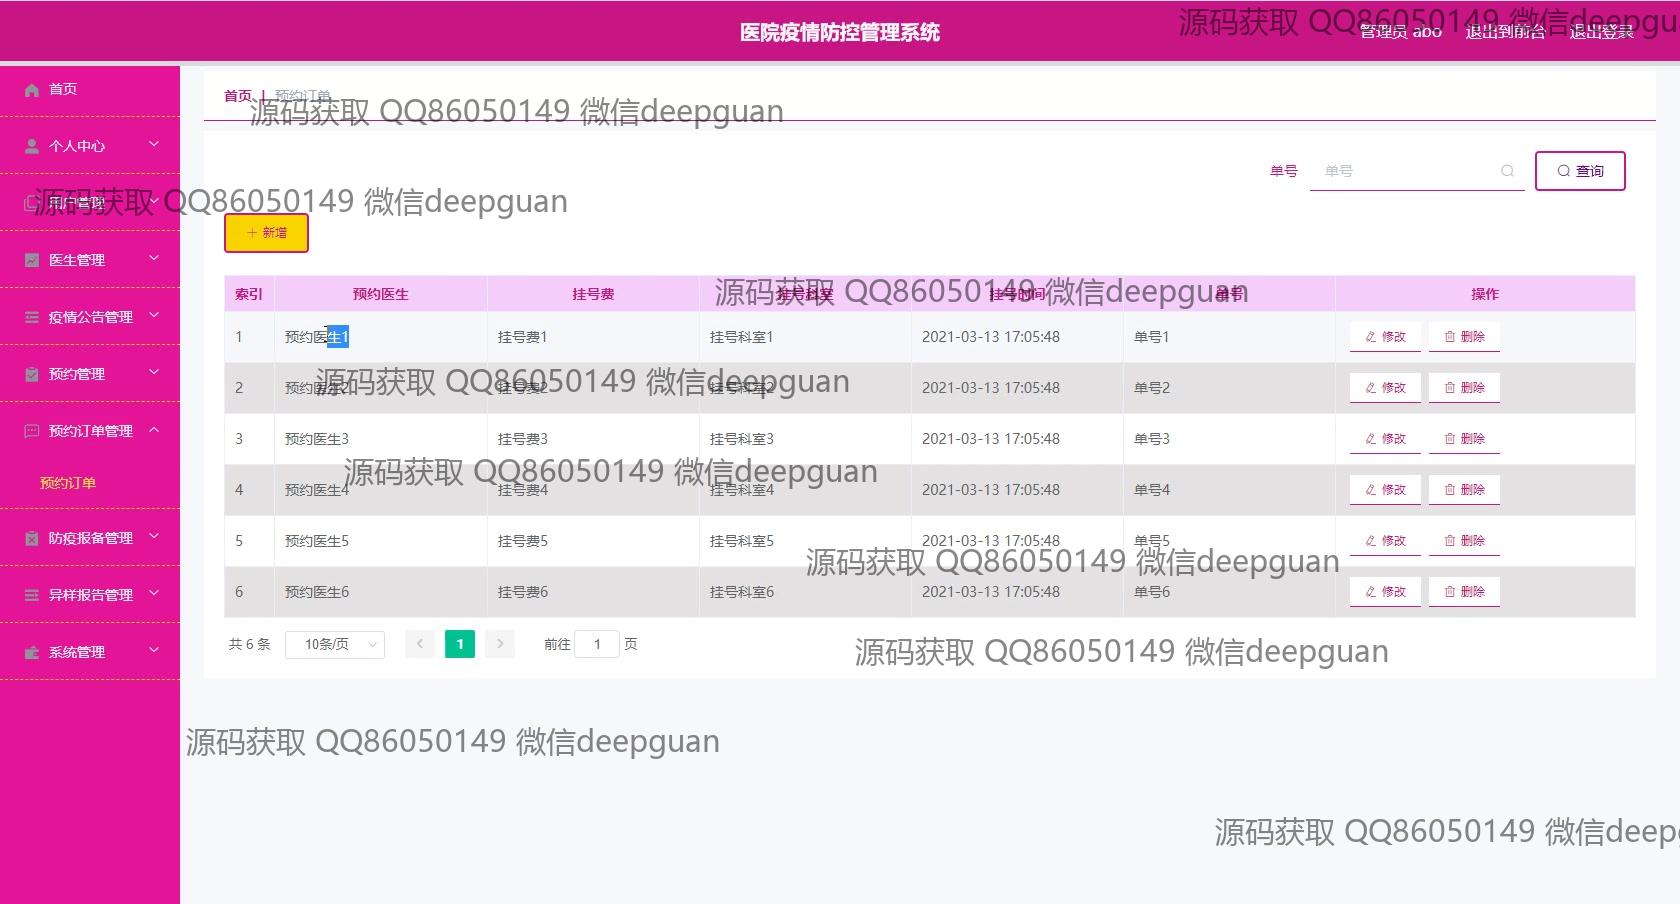 医院疫情防控管理系统
管理员 abo 退出到前台 退出登录
源码获取 QQ86050149 微信deepgu
首页
个人中心
用户管理
医生管理
疫情公告管理
预约管理
预约订单管理
预约订单
防疫报备管理
异样报告管理
系统管理
首页 | 预约订单
源码获取 QQ86050149 微信deepguan
单号 单号 查询
源码获取 QQ86050149 微信deepguan
+ 新增
索引 预约医生 挂号费 挂号科室 挂号时间 单号 操作
源码获取 QQ86050149 微信deepguan
1 预约医生1 挂号费1 挂号科室1 2021-03-13 17:05:48 单号1 修改 删除
2 预约医生2 挂号费2 挂号科室2 2021-03-13 17:05:48 单号2 修改 删除
源码获取 QQ86050149 微信deepguan
3 预约医生3 挂号费3 挂号科室3 2021-03-13 17:05:48 单号3 修改 删除
源码获取 QQ86050149 微信deepguan
4 预约医生4 挂号费4 挂号科室4 2021-03-13 17:05:48 单号4 修改 删除
5 预约医生5 挂号费5 挂号科室5 2021-03-13 17:05:48 单号5 修改 删除
源码获取 QQ86050149 微信deepguan
6 预约医生6 挂号费6 挂号科室6 2021-03-13 17:05:48 单号6 修改 删除
共 6 条 10条/页 1 前往 1 页
源码获取 QQ86050149 微信deepguan
源码获取 QQ86050149 微信deepguan
源码获取 QQ86050149 微信deep